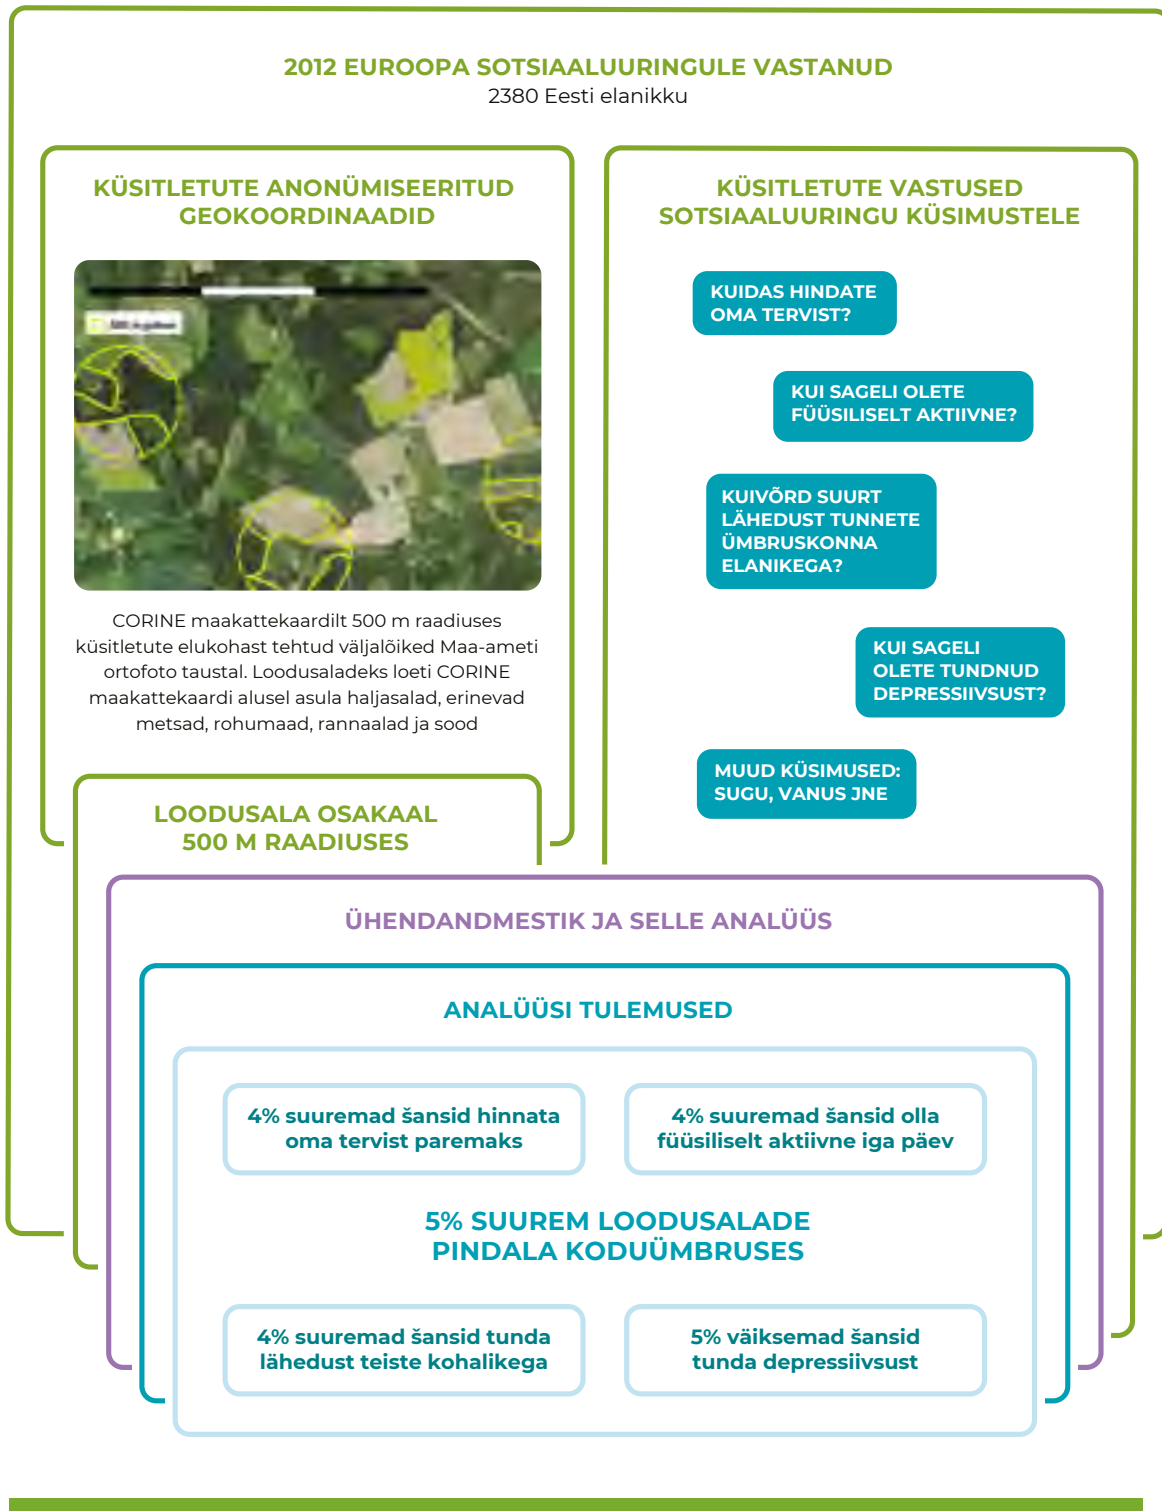 2012 EUROOPA SOTSIAALUURINGULE VASTANUD
2380 Eesti elanikku
KÜSITLETUTE ANONÜMISEERITUD
GEOKOORDINAADID
CORINE maakattekaardilt 500 m raadiuses
küsitletute elukohast tehtud väljalõiked Maa-ameti
ortofoto taustal. Loodusaladeks loeti CORINE
maakattekaardi alusel asula haljasalad, erinevad
metsad, rohumaad, rannaalad ja sood
LOODUSALA OSAKAAL
500 M RAADIUSES
KÜSITLETUTE VASTUSED
SOTSIAALUURINGU KÜSIMUSTELE
KUIDAS HINDATE
OMA TERVIST?
KUI SAGELI OLETE
FÜÜSILISELT AKTIIVNE?
KUIVÕRD SUURT
LÄHEDUST TUNNETE
ÜMBRUSKONNA
ELANIKEGA?
KUI SAGELI
OLETE TUNDNUD
DEPRESSIIVSUST?
MUUD KÜSIMUSED:
SUGU, VANUS JNE
ÜHENDANDMESTIK JA SELLE ANALÜÜS
ANALÜÜSI TULEMUSED
4% suuremad šansid hinnata
oma tervist paremaks
4% suuremad šansid olla
füüsiliselt aktiivne iga päev
5% SUUREM LOODUSALADE
PINDALA KODUÜMBRUSES
4% suuremad šansid tunda
lähedust teiste kohalikega
5% väiksemad šansid
tunda depressiivsust